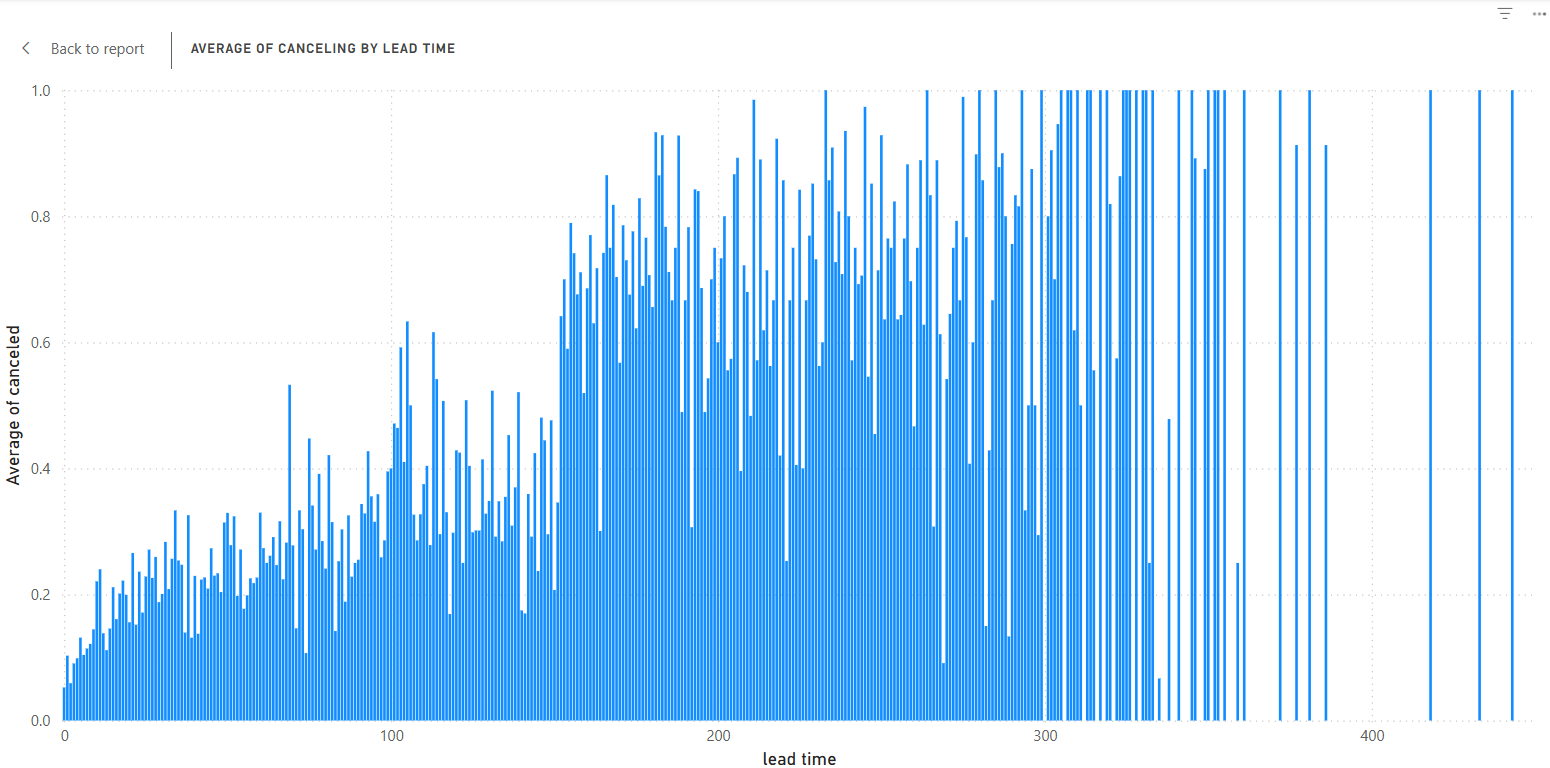 Back to report
AVERAGE OF CANCELING BY LEAD TIME
Average of canceled
1.0
0.8
0.6
0.4
0.2
0.0
0 100 200 300 400
lead time